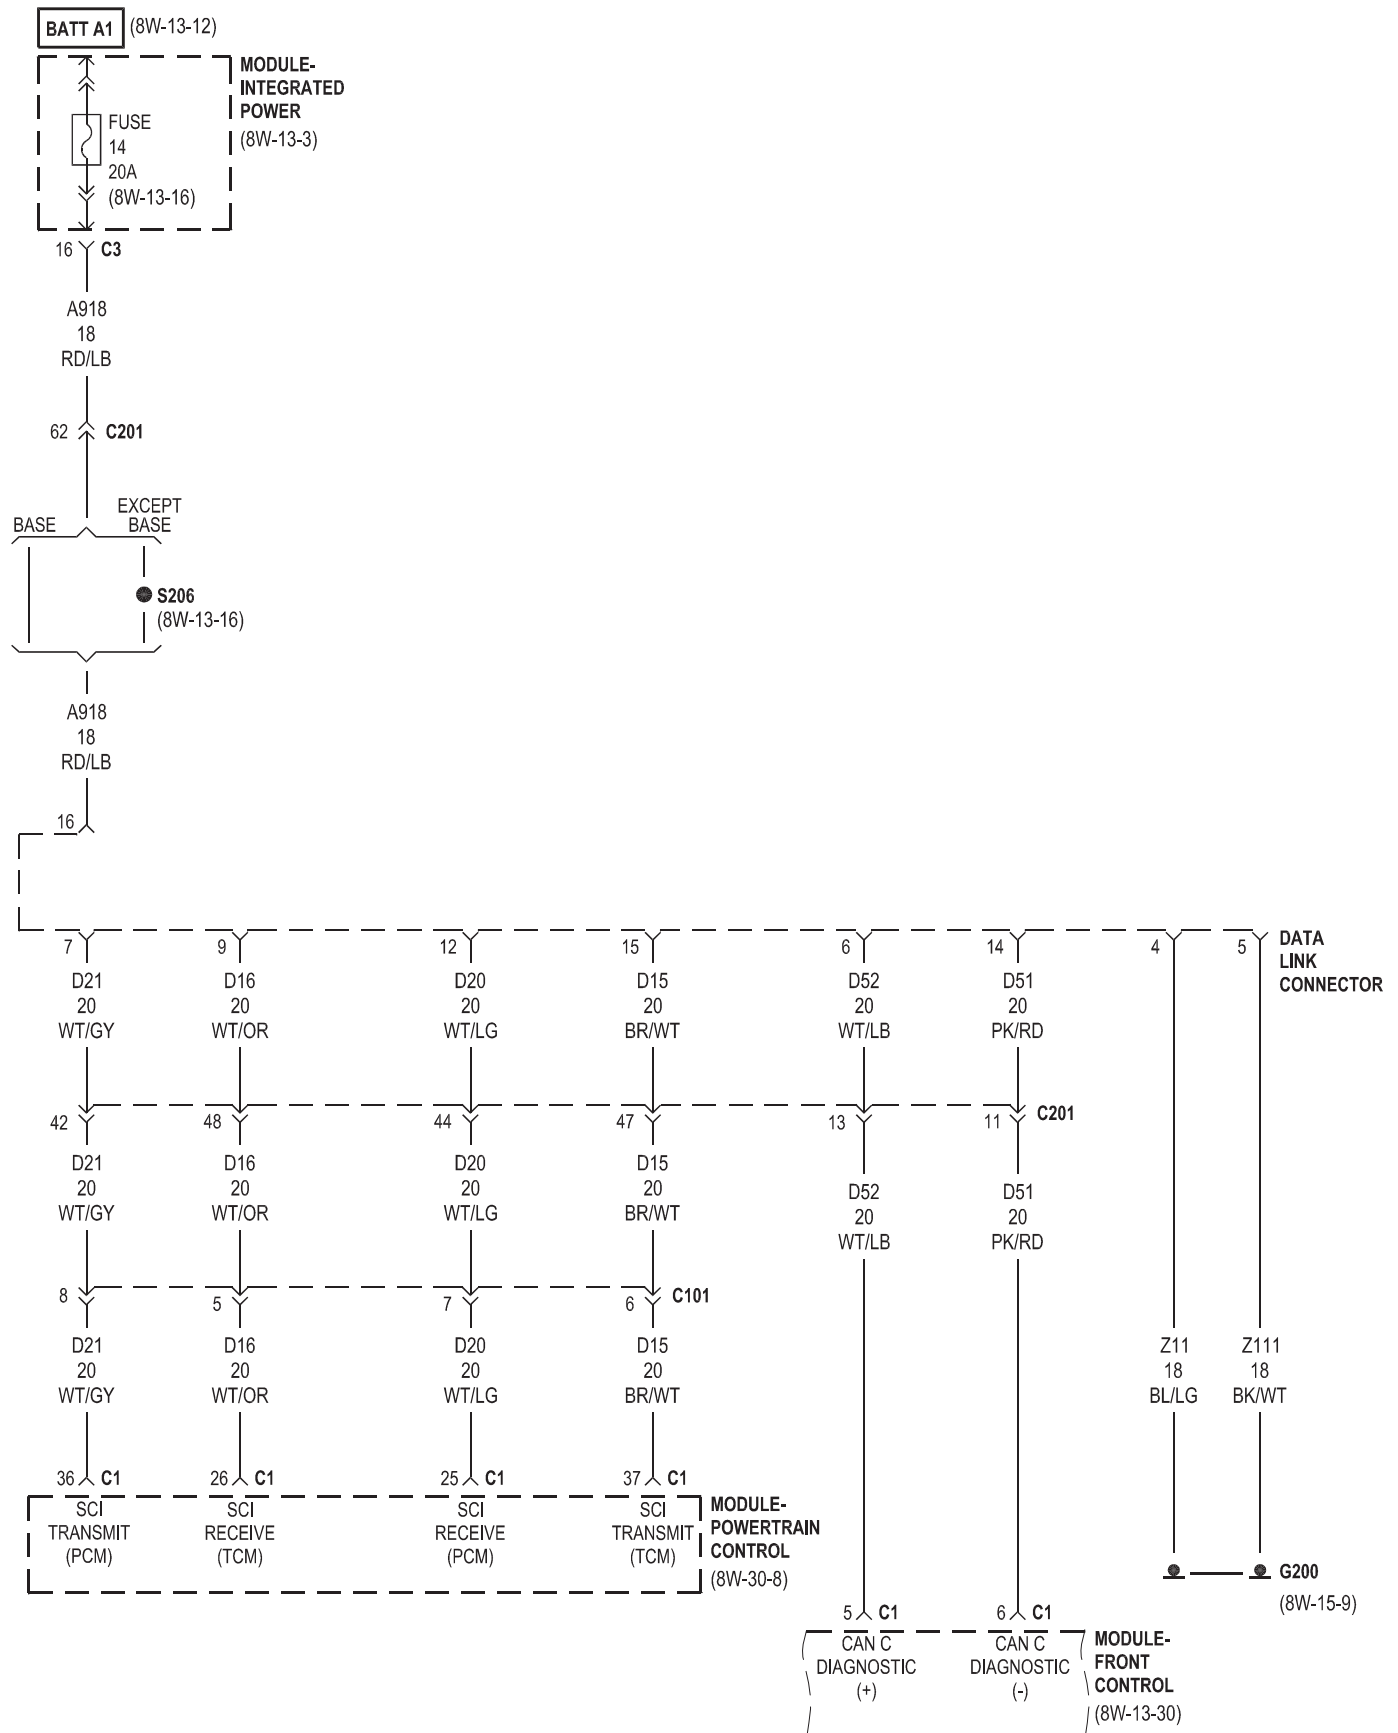 BATT A1 (8W-13-12)
MODULE-
INTEGRATED
POWER
(8W-13-3)
FUSE
14
20A
(8W-13-16)
16 C3
A918
18
RD/LB
62 C201
BASE
EXCEPT
BASE
S206
(8W-13-16)
A918
18
RD/LB
16
7 9 12 15 6 14 4 5
DATA
LINK
CONNECTOR
D21 D16 D20 D15 D52 D51
20 20 20 20 20 20
WT/GY WT/OR WT/LG BR/WT WT/LB PK/RD
42 48 44 47 13 11 C201
D21 D16 D20 D15
20 20 20 20
WT/GY WT/OR WT/LG BR/WT
D52 D51
20 20
WT/LB PK/RD
8 5 7 6 C101
D21 D16 D20 D15 Z11 Z111
20 20 20 20 18 18
WT/GY WT/OR WT/LG BR/WT BL/LG BK/WT
36 C1 26 C1 25 C1 37 C1
SCI SCI SCI SCI
TRANSMIT RECEIVE RECEIVE TRANSMIT
(PCM) (TCM) (PCM) (TCM)
MODULE-
POWERTRAIN
CONTROL
(8W-30-8)
G200
(8W-15-9)
5 C1 6 C1
CAN C CAN C
DIAGNOSTIC DIAGNOSTIC
(+) (-)
MODULE-
FRONT
CONTROL
(8W-13-30)